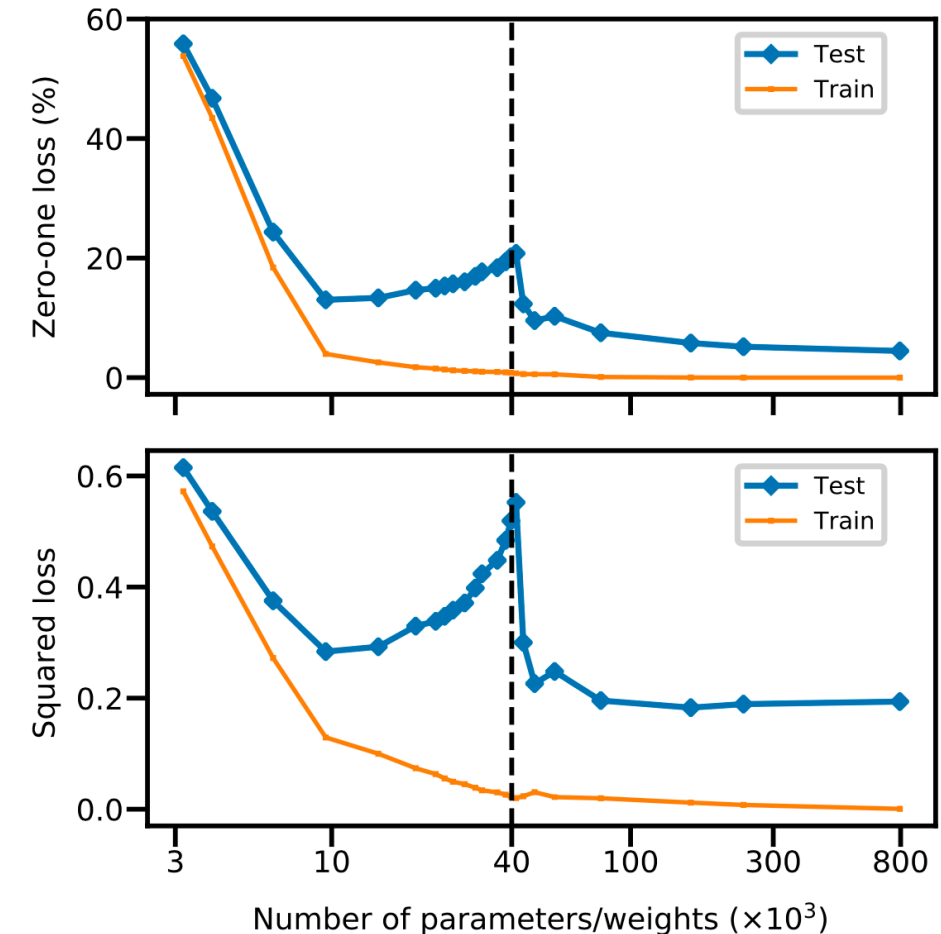 60
40
20
0
Zero-one loss (%)
Test
Train
0.6
0.4
0.2
0.0
Squared loss
Test
Train
3 10 40 100 300 800
Number of parameters/weights (×10³)